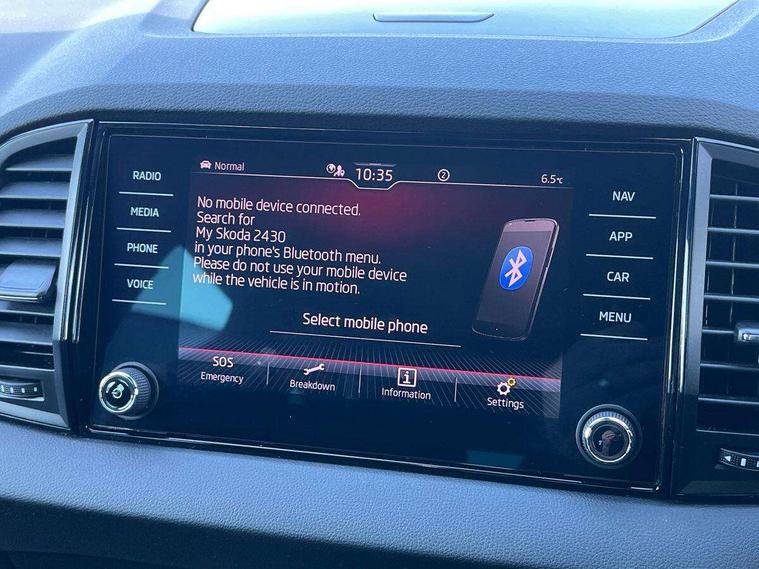 RADIO
MEDIA
PHONE
VOICE
Normal
10:35
2
6.5°C
No mobile device connected.
Search for
My Skoda 2430
in your phone's Bluetooth menu.
Please do not use your mobile device
while the vehicle is in motion.
Select mobile phone
SOS
Emergency
Breakdown
Information
Settings
NAV
APP
CAR
MENU